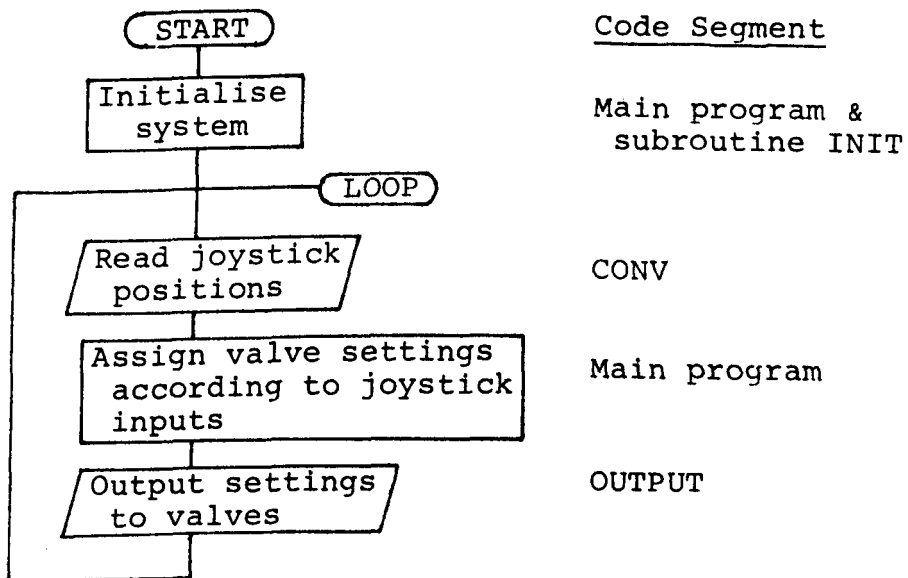 START
Code Segment
Initialise
system
Main program &
subroutine INIT
LOOP
Read joystick
positions
CONV
Assign valve settings
according to joystick
inputs
Main program
Output settings
to valves
OUTPUT